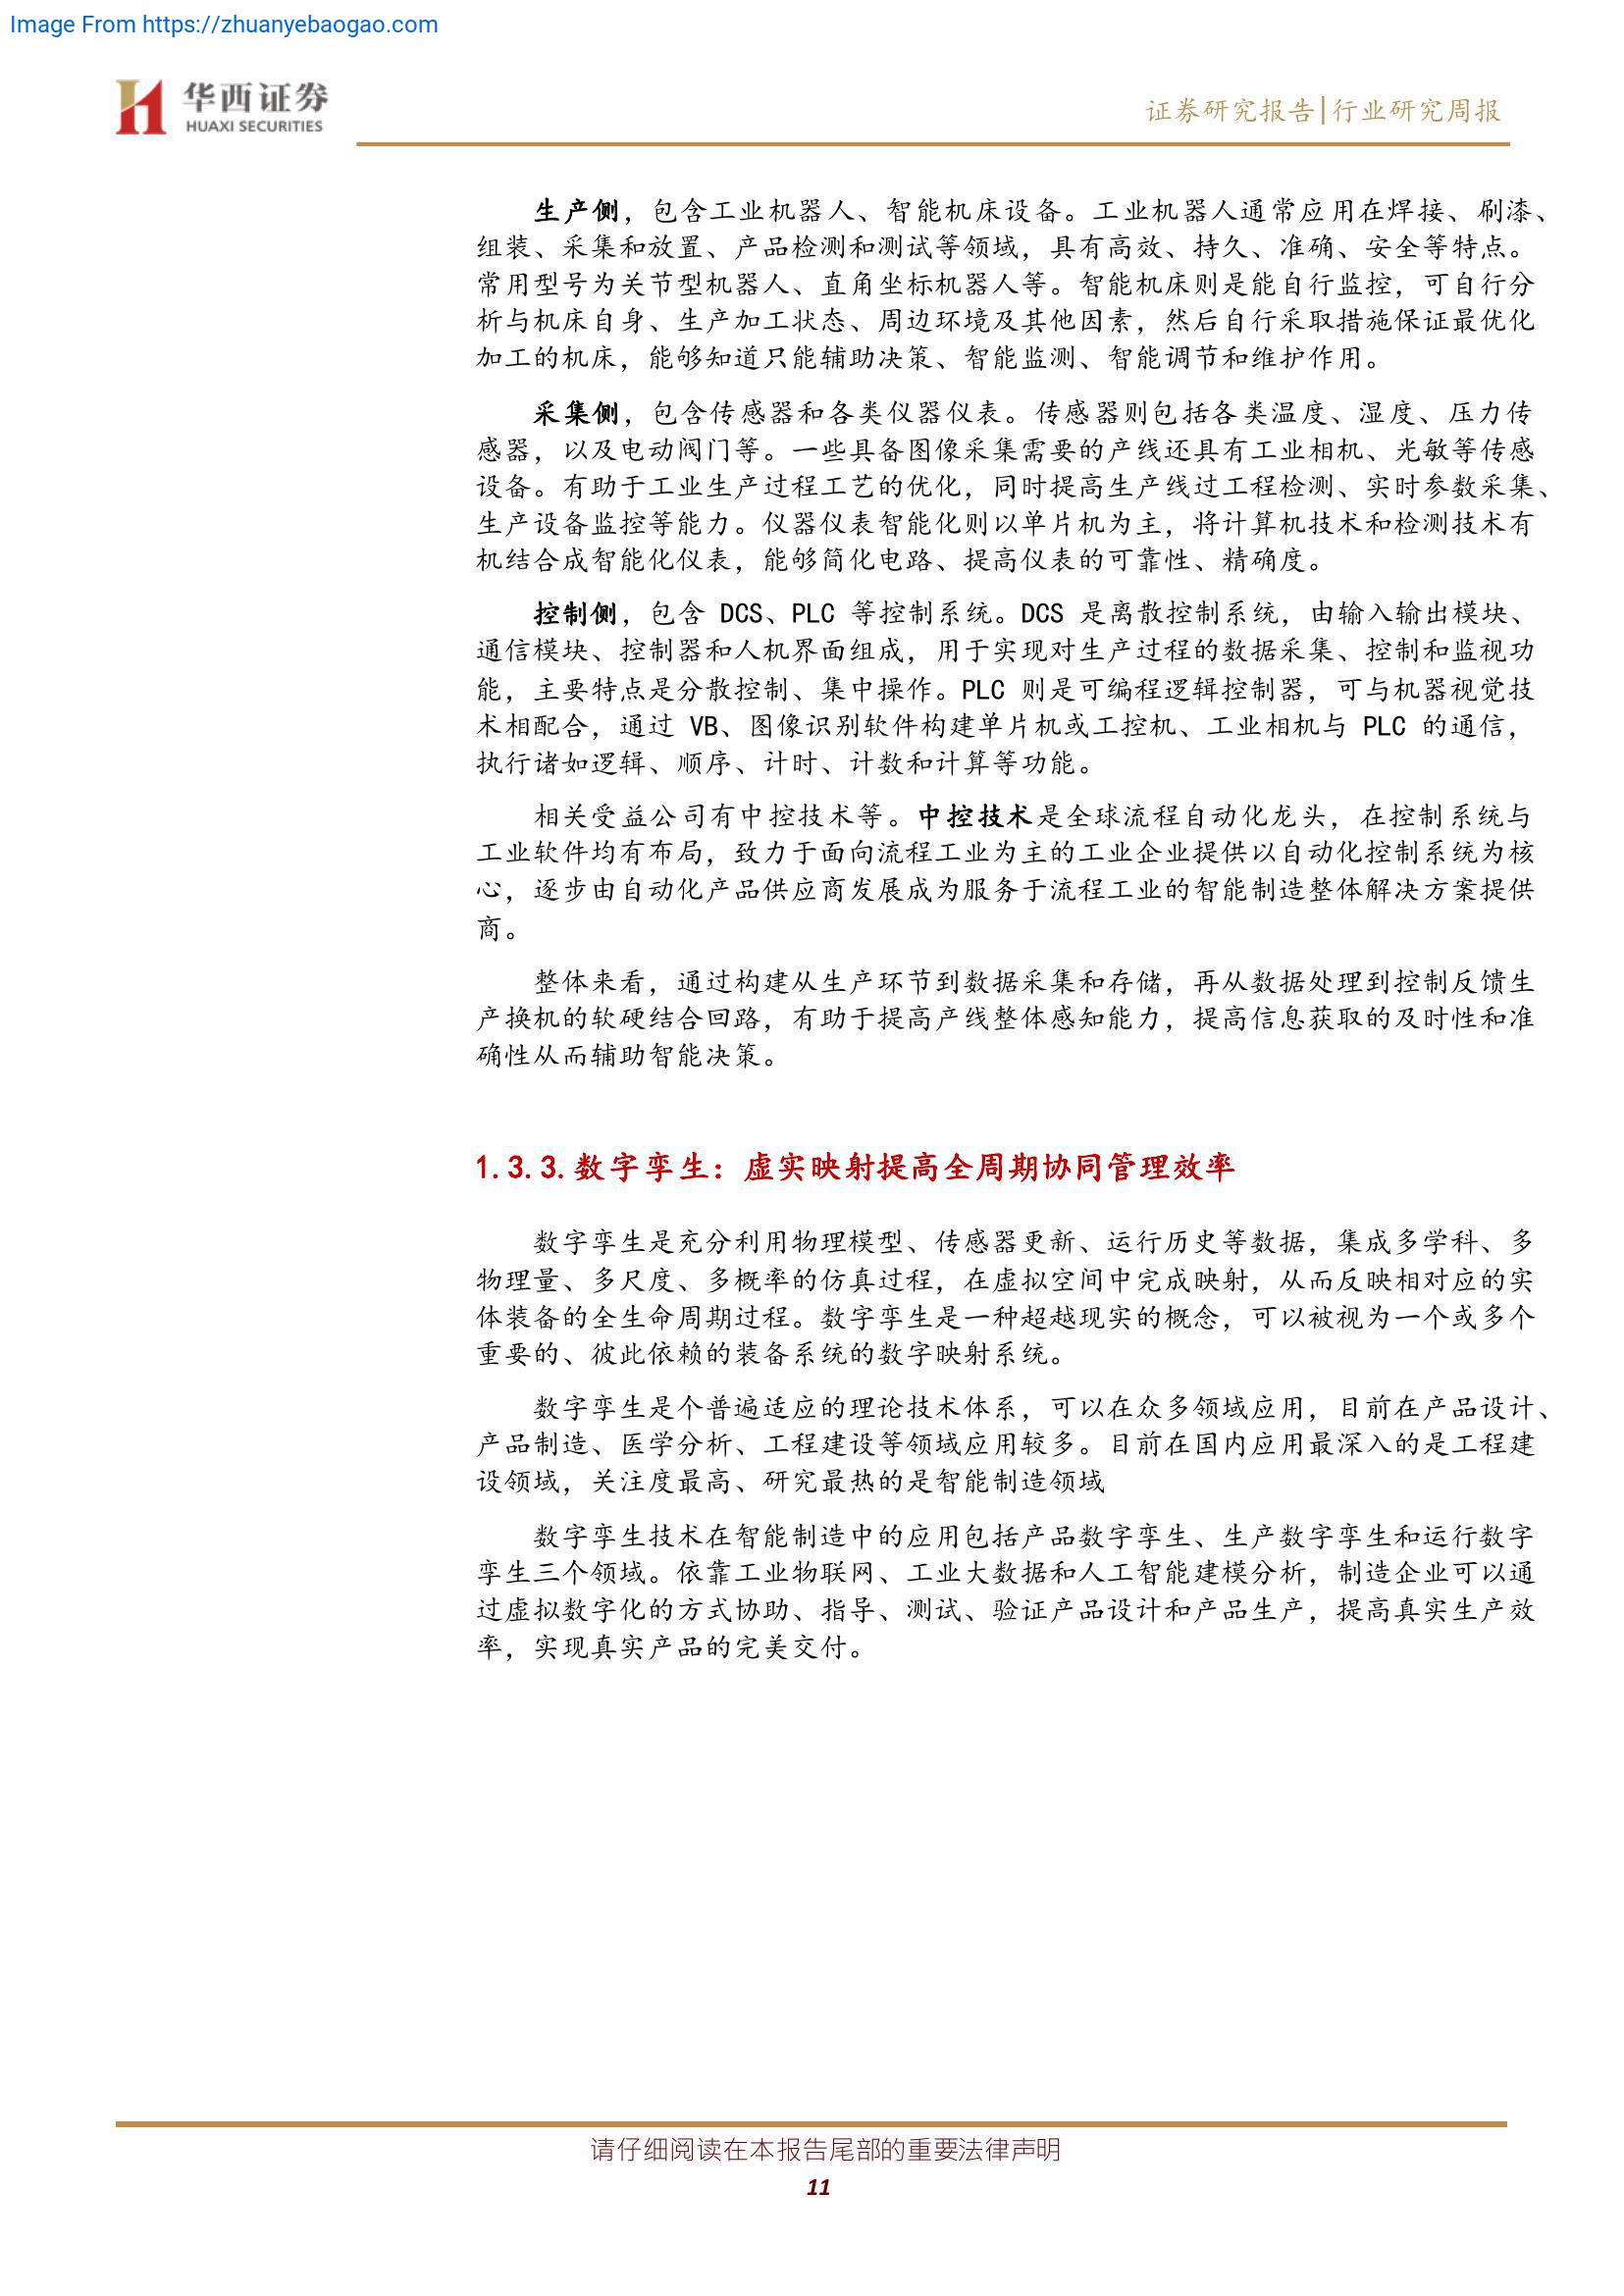 Image From https://zhuanyebaogao.com
华西证券
HUAXI SECURITIES
证券研究报告|行业研究周报
生产侧，包含工业机器人、智能机床设备。工业机器人通常应用在焊接、刷漆、
组装、采集和放置、产品检测和测试等领域，具有高效、持久、准确、安全等特点。
常用型号为关节型机器人、直角坐标机器人等。智能机床则是能自行监控，可自行分
析与机床自身、生产加工状态、周边环境及其他因素，然后自行采取措施保证最优化
加工的机床，能够知道只能辅助决策、智能监测、智能调节和维护作用。
采集侧，包含传感器和各类仪器仪表。传感器则包括各类温度、湿度、压力传
感器，以及电动阀门等。一些具备图像采集需要的产线还具有工业相机、光敏等传感
设备。有助于工业生产过程工艺的优化，同时提高生产线过工程检测、实时参数采集、
生产设备监控等能力。仪器仪表智能化则以单片机为主，将计算机技术和检测技术有
机结合成智能化仪表，能够简化电路、提高仪表的可靠性、精确度。
控制侧，包含 DCS、PLC 等控制系统。DCS 是离散控制系统，由输入输出模块、
通信模块、控制器和人机界面组成，用于实现对生产过程的数据采集、控制和监视功
能，主要特点是分散控制、集中操作。PLC 则是可编程逻辑控制器，可与机器视觉技
术相配合，通过 VB、图像识别软件构建单片机或工控机、工业相机与 PLC 的通信，
执行诸如逻辑、顺序、计时、计数和计算等功能。
相关受益公司有中控技术等。中控技术是全球流程自动化龙头，在控制系统与
工业软件均有布局，致力于面向流程工业为主的工业企业提供以自动化控制系统为核
心，逐步由自动化产品供应商发展成为服务于流程工业的智能制造整体解决方案提供
商。
整体来看，通过构建从生产环节到数据采集和存储，再从数据处理到控制反馈生
产换机的软硬结合回路，有助于提高产线整体感知能力，提高信息获取的及时性和准
确性从而辅助智能决策。
1.3.3.数字孪生：虚实映射提高全周期协同管理效率
数字孪生是充分利用物理模型、传感器更新、运行历史等数据，集成多学科、多
物理量、多尺度、多概率的仿真过程，在虚拟空间中完成映射，从而反映相对应的实
体装备的全生命周期过程。数字孪生是一种超越现实的概念，可以被视为一个或多个
重要的、彼此依赖的装备系统的数字映射系统。
数字孪生是个普遍适应的理论技术体系，可以在众多领域应用，目前在产品设计、
产品制造、医学分析、工程建设等领域应用较多。目前在国内应用最深入的是工程建
设领域，关注度最高、研究最热的是智能制造领域
数字孪生技术在智能制造中的应用包括产品数字孪生、生产数字孪生和运行数字
孪生三个领域。依靠工业物联网、工业大数据和人工智能建模分析，制造企业可以通
过虚拟数字化的方式协助、指导、测试、验证产品设计和产品生产，提高真实生产效
率，实现真实产品的完美交付。
请仔细阅读在本报告尾部的重要法律声明
11